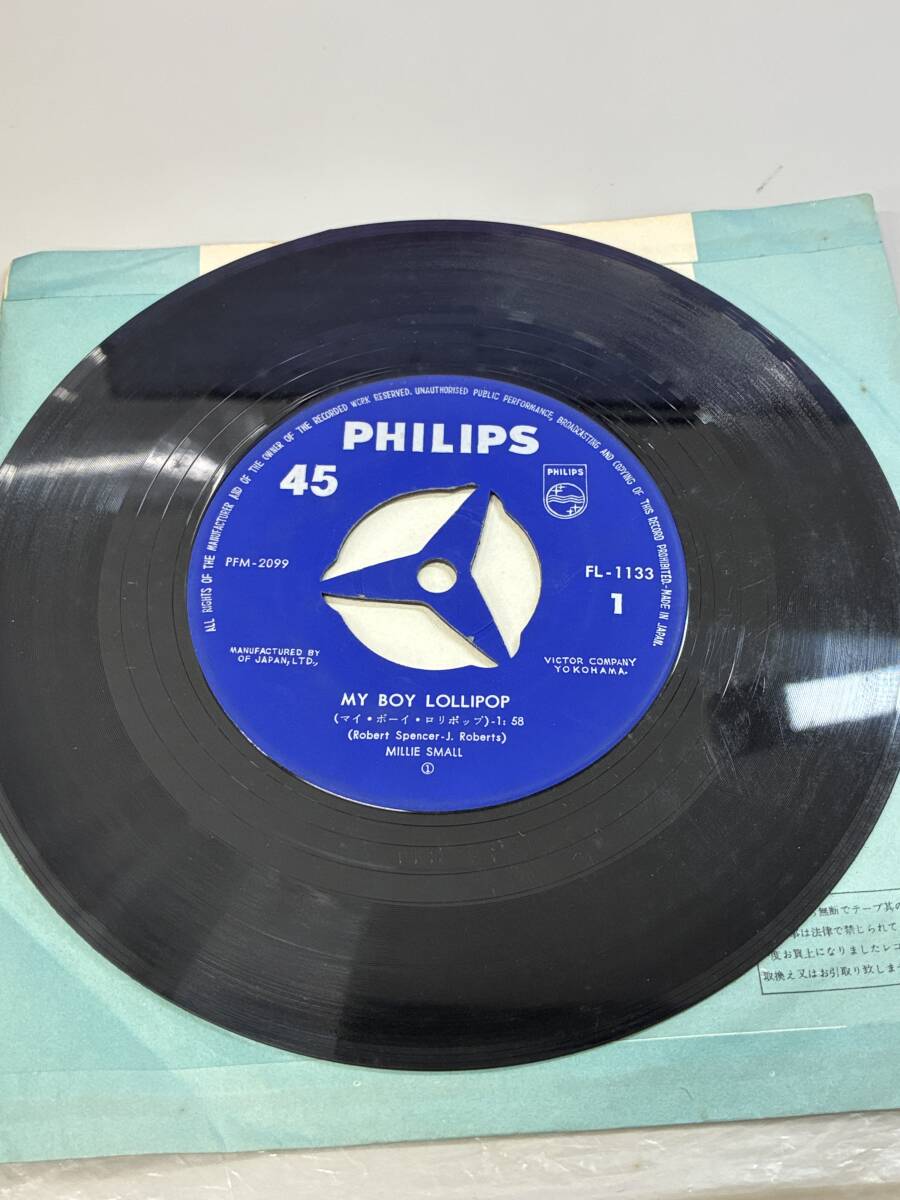 ALL RIGHTS OF THE MANUFACTURER AND OF THE OWNER OF THE RECORDED WORK RESERVED. UNAUTHORISED PUBLIC PERFORMANCE, BROADCASTING AND COPYING OF THIS RECORD PROHIBITED.-MADE IN JAPAN.
PHILIPS
45
PHILIPS
PFM-2099
FL-1133
1
MANUFACTURED BY
OF JAPAN, LTD.,
VICTOR COMPANY
YOKOHAMA.
MY BOY LOLLIPOP
(マイ・ボーイ・ロリポップ)-1: 58
(Robert Spencer-J. Roberts)
MILLIE SMALL
①
無断でテープ其の
は法律で禁じられて
度お買上になりましたレコ
取換え又はお引取り致しま